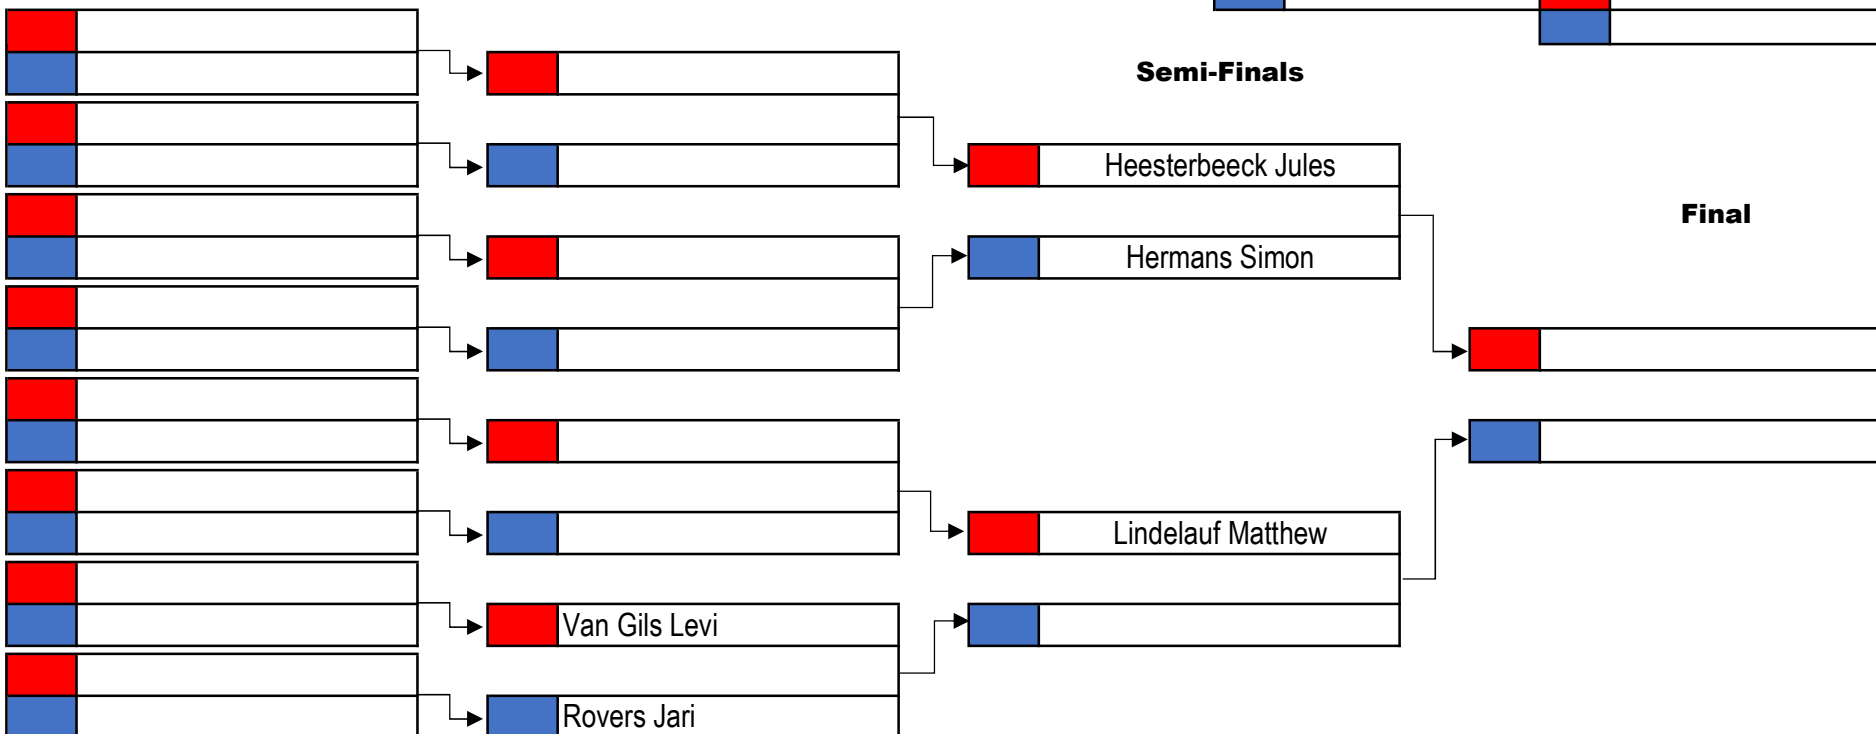 Semi-Finals
Heesterbeeck Jules
Final
Hermans Simon
Lindelauf Matthew
Van Gils Levi
Rovers Jari